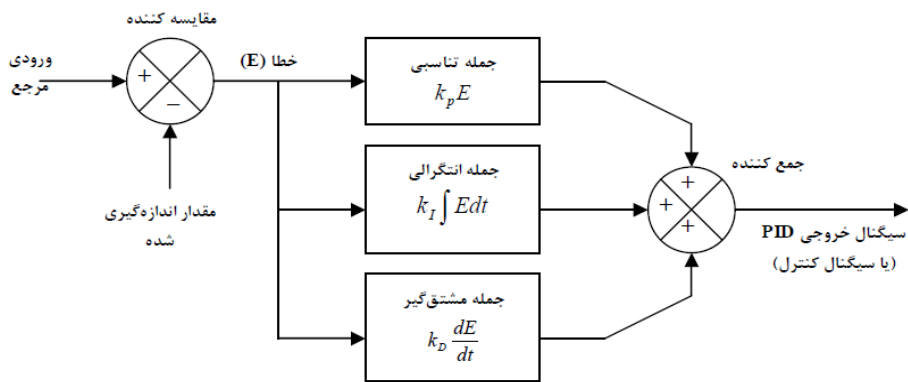 مقایسه کننده
ورودی
مرجع
+
−
خطا (E)
مقدار اندازه‌گیری
شده
جمله تناسبی
k_p E
جمله انتگرالی
k_I ∫ Edt
جمله مشتق‌گیر
k_D dE/dt
+
+
+
جمع کننده
سیگنال خروجی PID
(یا سیگنال کنترل)